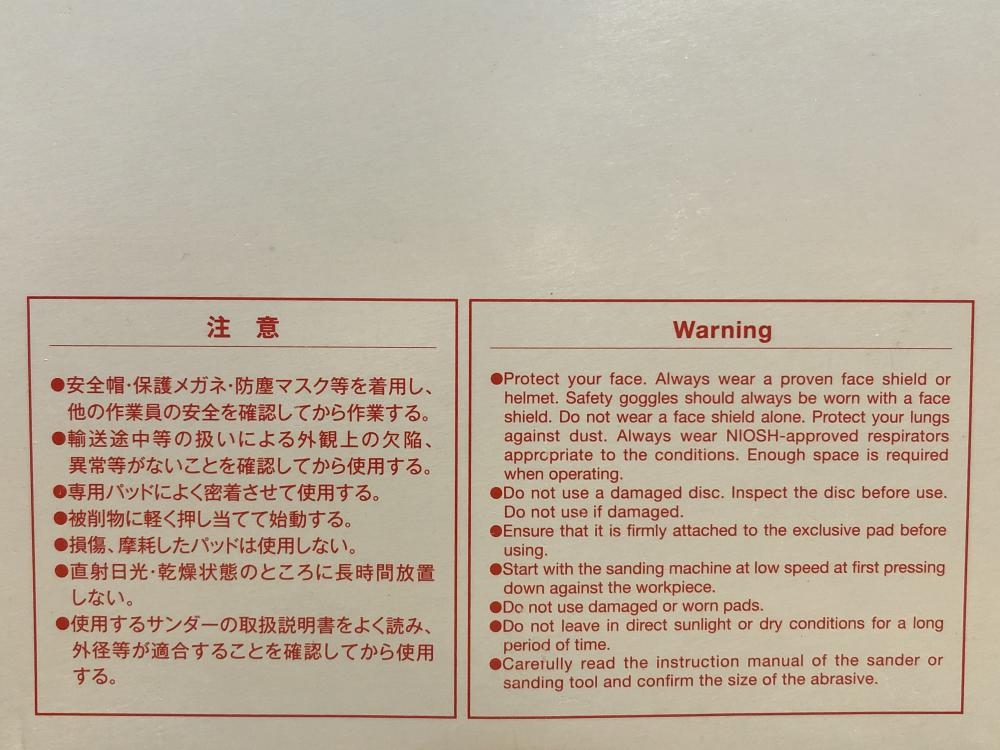 注 意
●安全帽・保護メガネ・防塵マスク等を着用し、
他の作業員の安全を確認してから作業する。
●輸送途中等の扱いによる外観上の欠陥、
異常等がないことを確認してから使用する。
●専用パッドによく密着させて使用する。
●被削物に軽く押し当てて始動する。
●損傷、摩耗したパッドは使用しない。
●直射日光・乾燥状態のところに長時間放置
しない。
●使用するサンダーの取扱説明書をよく読み、
外径等が適合することを確認してから使用
する。
Warning
●Protect your face. Always wear a proven face shield or
helmet. Safety goggles should always be worn with a face
shield. Do not wear a face shield alone. Protect your lungs
against dust. Always wear NIOSH-approved respirators
appropriate to the conditions. Enough space is required
when operating.
●Do not use a damaged disc. Inspect the disc before use.
Do not use if damaged.
●Ensure that it is firmly attached to the exclusive pad before
using.
●Start with the sanding machine at low speed at first pressing
down against the workpiece.
●Do not use damaged or worn pads.
●Do not leave in direct sunlight or dry conditions for a long
period of time.
●Carefully read the instruction manual of the sander or
sanding tool and confirm the size of the abrasive.